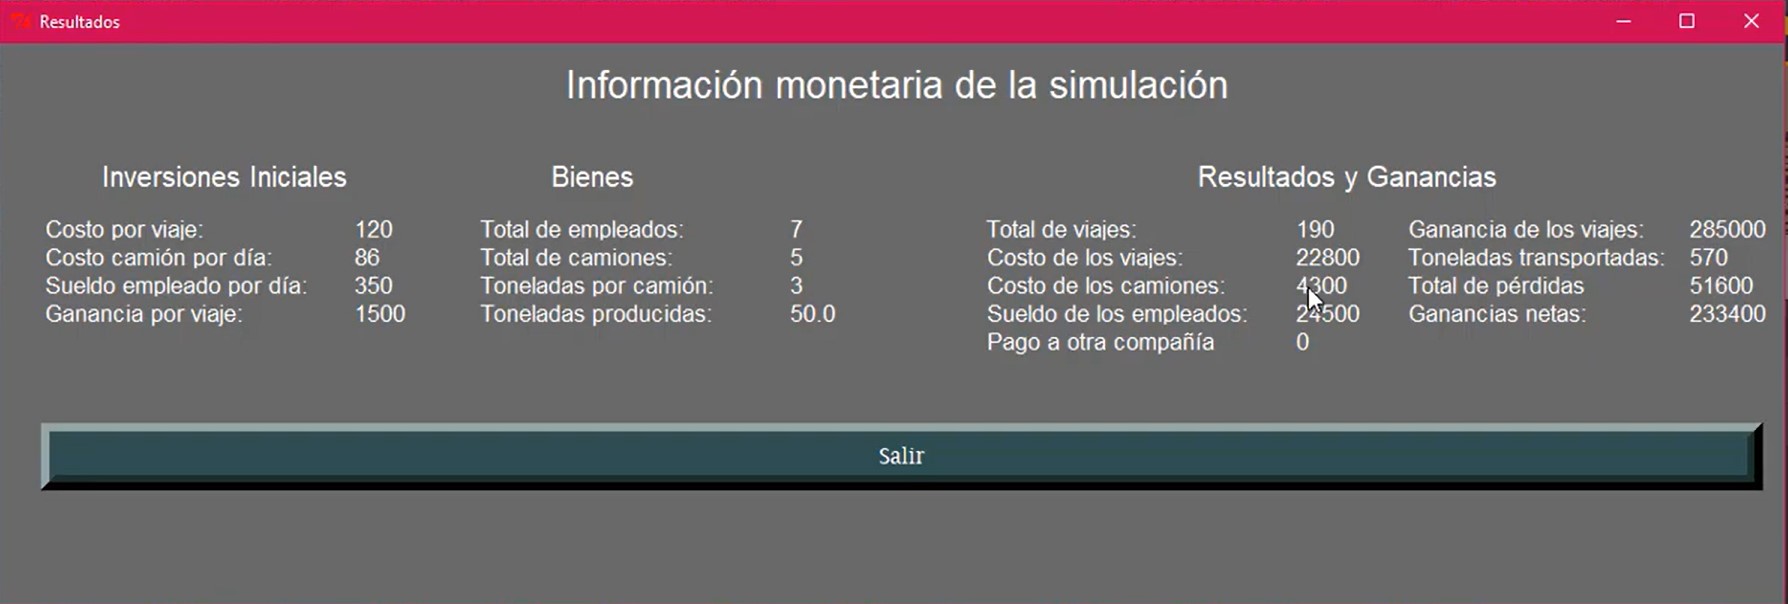 Resultados
Información monetaria de la simulación
Inversiones Iniciales
Costo por viaje: 120
Costo camión por día: 86
Sueldo empleado por día: 350
Ganancia por viaje: 1500
Bienes
Total de empleados: 7
Total de camiones: 5
Toneladas por camión: 3
Toneladas producidas: 50.0
Resultados y Ganancias
Total de viajes: 190
Costo de los viajes: 22800
Costo de los camiones: 4300
Sueldo de los empleados: 24500
Pago a otra compañía 0
Ganancia de los viajes: 285000
Toneladas transportadas: 570
Total de pérdidas 51600
Ganancias netas: 233400
Salir